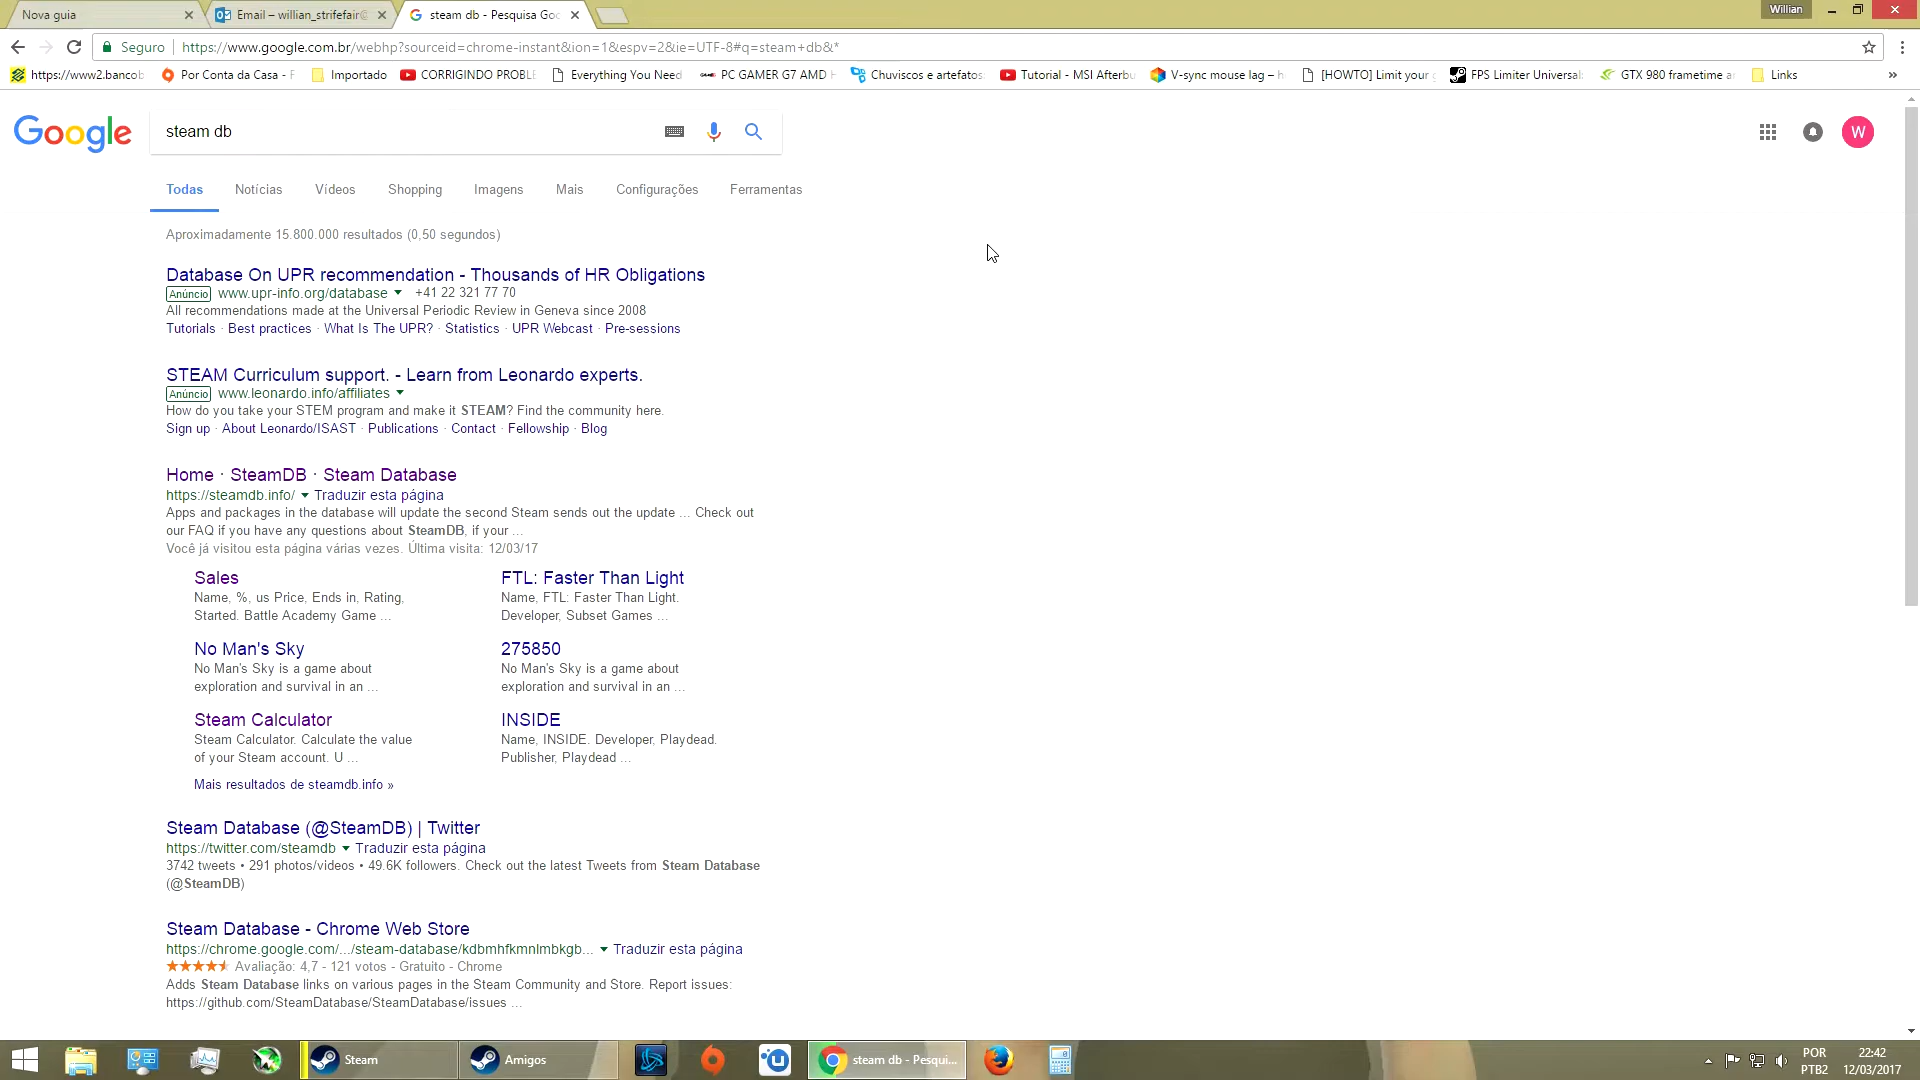 Nova guia
Email – willian_strifefair@
steam db - Pesquisa Goo
Willian
Seguro
https://www.google.com.br/webhp?sourceid=chrome-instant&ion=1&espv=2&ie=UTF-8#q=steam+db&*
https://www2.bancob
Por Conta da Casa - F
Importado
CORRIGINDO PROBLE
Everything You Need
PC GAMER G7 AMD
Chuviscos e artefatos
Tutorial - MSI Afterbu
V-sync mouse lag – h
[HOWTO] Limit your
FPS Limiter Universal
GTX 980 frametime a
Links
»
Google
steam db
W
Todas
Notícias
Vídeos
Shopping
Imagens
Mais
Configurações
Ferramentas
Aproximadamente 15.800.000 resultados (0,50 segundos)
Database On UPR recommendation - Thousands of HR Obligations
Anúncio www.upr-info.org/database +41 22 321 77 70
All recommendations made at the Universal Periodic Review in Geneva since 2008
Tutorials · Best practices · What Is The UPR? · Statistics · UPR Webcast · Pre-sessions
STEAM Curriculum support. - Learn from Leonardo experts.
Anúncio www.leonardo.info/affiliates
How do you take your STEM program and make it STEAM? Find the community here.
Sign up · About Leonardo/ISAST · Publications · Contact · Fellowship · Blog
Home · SteamDB · Steam Database
https://steamdb.info/ Traduzir esta página
Apps and packages in the database will update the second Steam sends out the update ... Check out
our FAQ if you have any questions about SteamDB, if your ...
Você já visitou esta página várias vezes. Última visita: 12/03/17
Sales
Name, %, us Price, Ends in, Rating,
Started. Battle Academy Game ...
FTL: Faster Than Light
Name, FTL: Faster Than Light.
Developer, Subset Games ...
No Man's Sky
No Man's Sky is a game about
exploration and survival in an ...
275850
No Man's Sky is a game about
exploration and survival in an ...
Steam Calculator
Steam Calculator. Calculate the value
of your Steam account. U ...
INSIDE
Name, INSIDE. Developer, Playdead.
Publisher, Playdead ...
Mais resultados de steamdb.info »
Steam Database (@SteamDB) | Twitter
https://twitter.com/steamdb Traduzir esta página
3742 tweets • 291 photos/videos • 49.6K followers. Check out the latest Tweets from Steam Database
(@SteamDB)
Steam Database - Chrome Web Store
https://chrome.google.com/.../steam-database/kdbmhfkmnlmbkgb... Traduzir esta página
Avaliação: 4,7 - 121 votos - Gratuito - Chrome
Adds Steam Database links on various pages in the Steam Community and Store. Report issues:
https://github.com/SteamDatabase/SteamDatabase/issues ...
Steam
Amigos
steam db - Pesqui...
POR
PTB2
22:42
12/03/2017